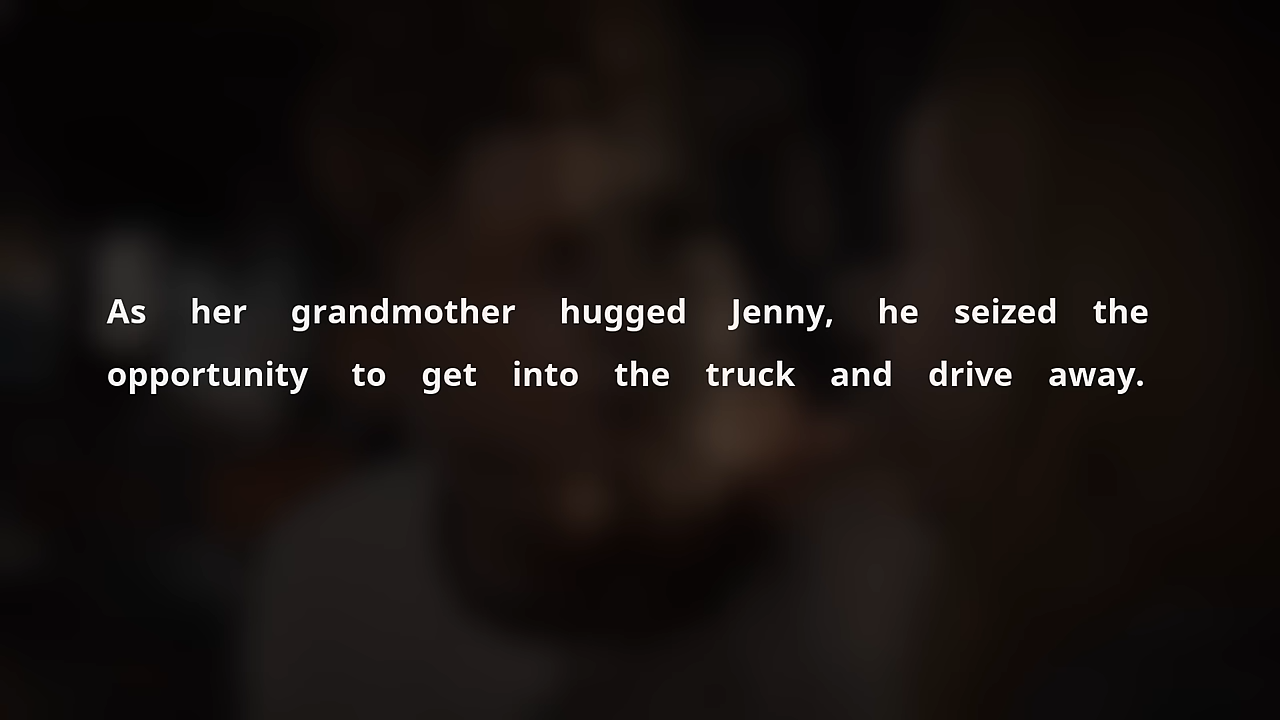 As her grandmother hugged Jenny, he seized the
opportunity to get into the truck and drive away.